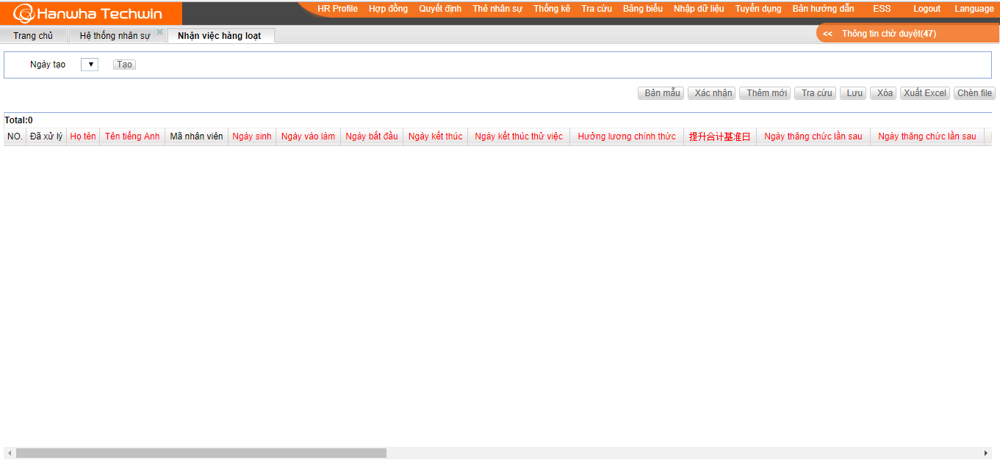 Hanwha Techwin
HR Profile Hợp đồng Quyết định Thẻ nhân sự Thống kê Tra cứu Bảng biểu Nhập dữ liệu Tuyển dụng Bản hướng dẫn ESS Logout Language
Trang chủ Hệ thống nhân sự Nhận việc hàng loạt
<< Thông tin chờ duyệt(47)
Ngày tạo Tạo
Bản mẫu Xác nhận Thêm mới Tra cứu Lưu Xóa Xuất Excel Chèn file
Total:0
NO. Đã xử lý Họ tên Tên tiếng Anh Mã nhân viên Ngày sinh Ngày vào làm Ngày bắt đầu Ngày kết thúc Ngày kết thúc thử việc Hưởng lương chính thức 提升合计基准日 Ngày thăng chức lần sau Ngày thăng chức lần sau